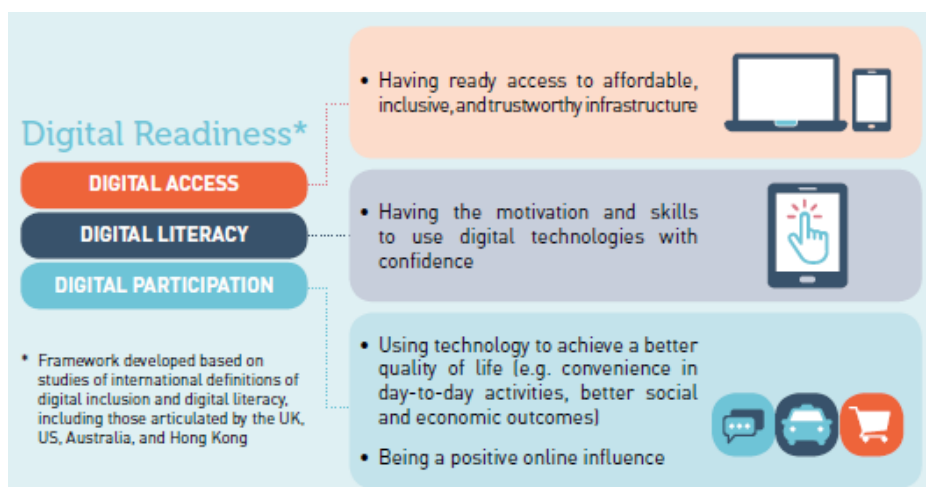 Digital Readiness*
DIGITAL ACCESS
DIGITAL LITERACY
DIGITAL PARTICIPATION
* Framework developed based on
studies of international definitions of
digital inclusion and digital literacy,
including those articulated by the UK,
US, Australia, and Hong Kong
• Having ready access to affordable,
inclusive, and trustworthy infrastructure
• Having the motivation and skills
to use digital technologies with
confidence
• Using technology to achieve a better
quality of life (e.g. convenience in
day-to-day activities, better social
and economic outcomes)
• Being a positive online influence